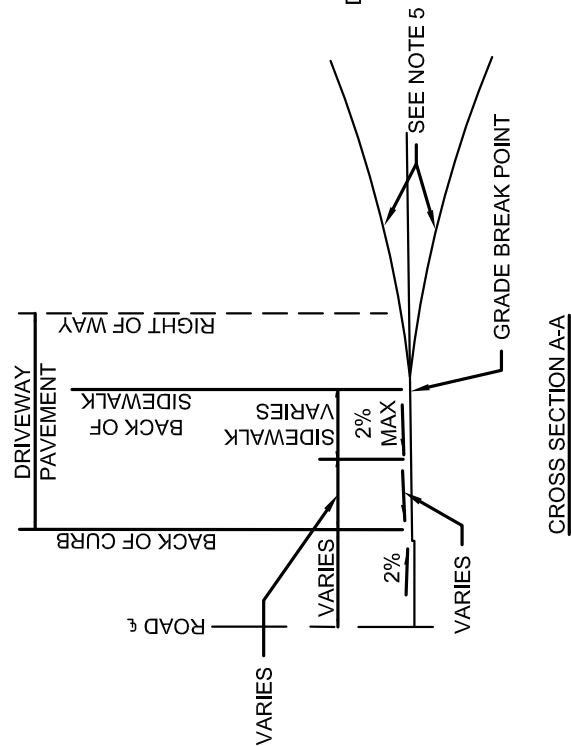 DRIVEWAY
PAVEMENT
RIGHT OF WAY
BACK OF
SIDEWALK
SIDEWALK
VARIES
2%
MAX
BACK OF CURB
VARIES
2%
ROAD ℄
VARIES
VARIES
SEE NOTE 5
GRADE BREAK POINT
CROSS SECTION A-A
D